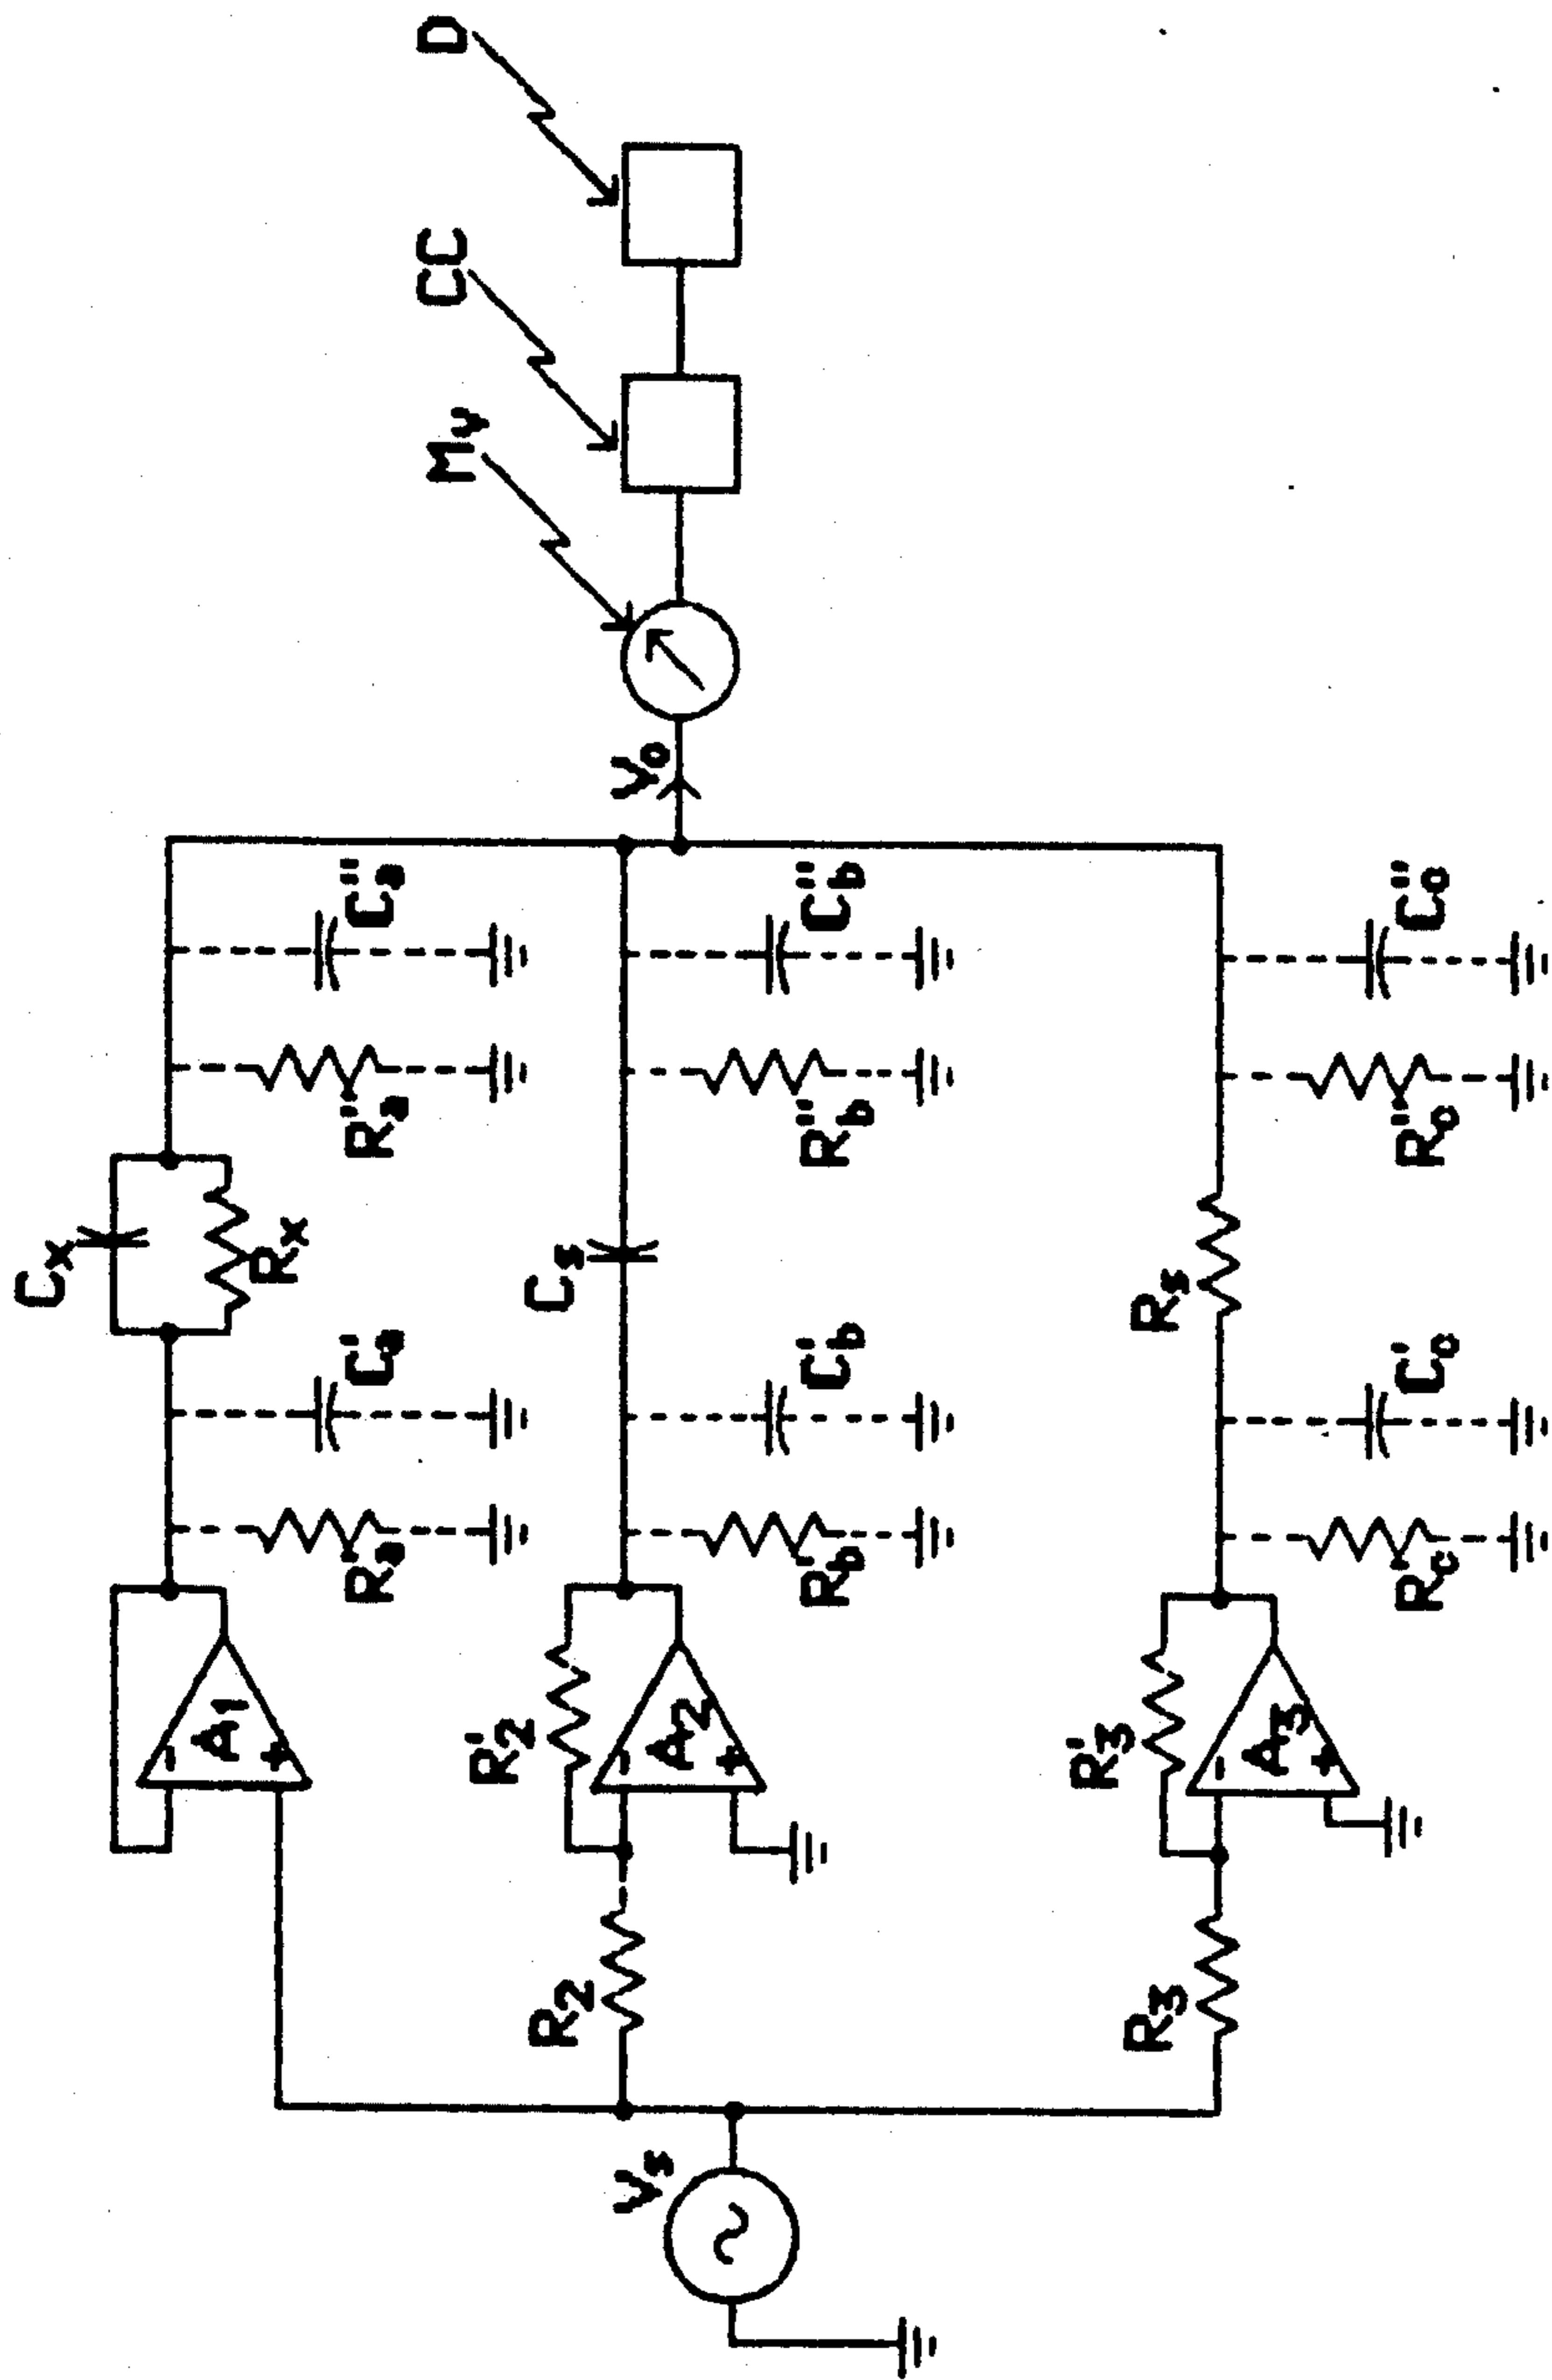 Cx
− A1 +
Rx
R'a C'a R"a C"a
Mv CC D
R'2
R2 Cs
Vs Vo
− A2 +
R'b C'b R"b C"b
R'3
R3 Rs
− A3 +
R'c C'o R"o C"o